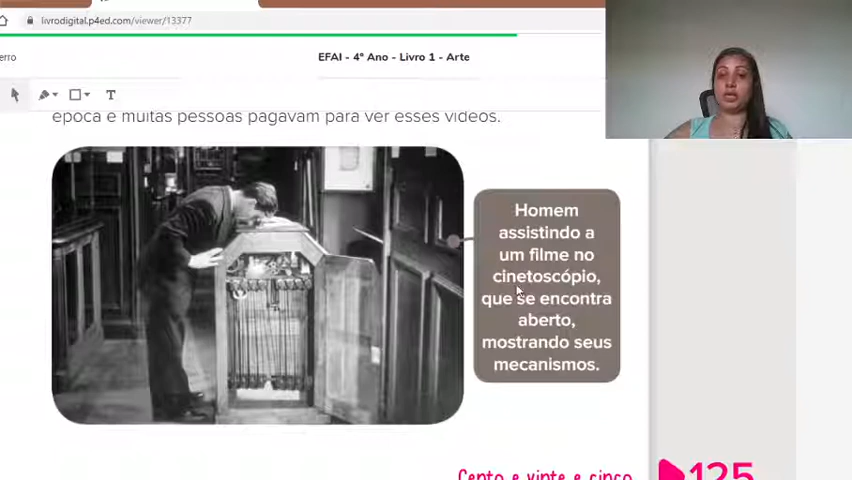 livrodigital.p4ed.com/viewer/13377
erro
EFAI - 4º Ano - Livro 1 - Arte
T
época e muitas pessoas pagavam para ver esses vídeos.
Homem
assistindo a
um filme no
cinetoscópio,
que se encontra
aberto,
mostrando seus
mecanismos.
Cento e vinte e cinco
125